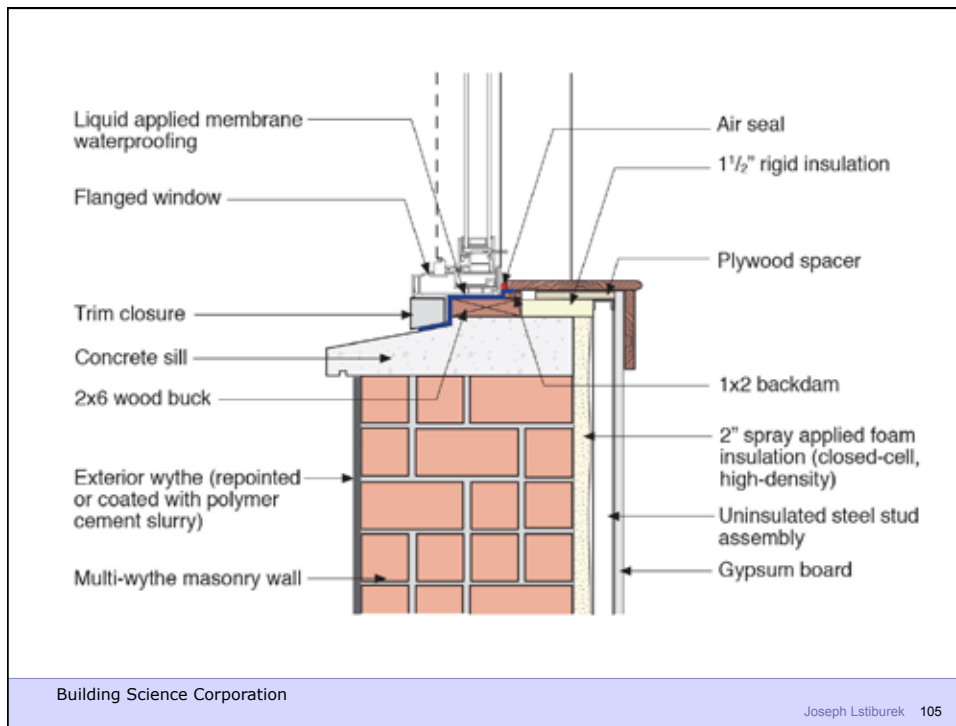 Liquid applied membrane
waterproofing
Flanged window
Trim closure
Concrete sill
2x6 wood buck
Exterior wythe (repointed
or coated with polymer
cement slurry)
Multi-wythe masonry wall
Air seal
1¹/₂” rigid insulation
Plywood spacer
1x2 backdam
2” spray applied foam
insulation (closed-cell,
high-density)
Uninsulated steel stud
assembly
Gypsum board
Building Science Corporation
Joseph Lstiburek 105